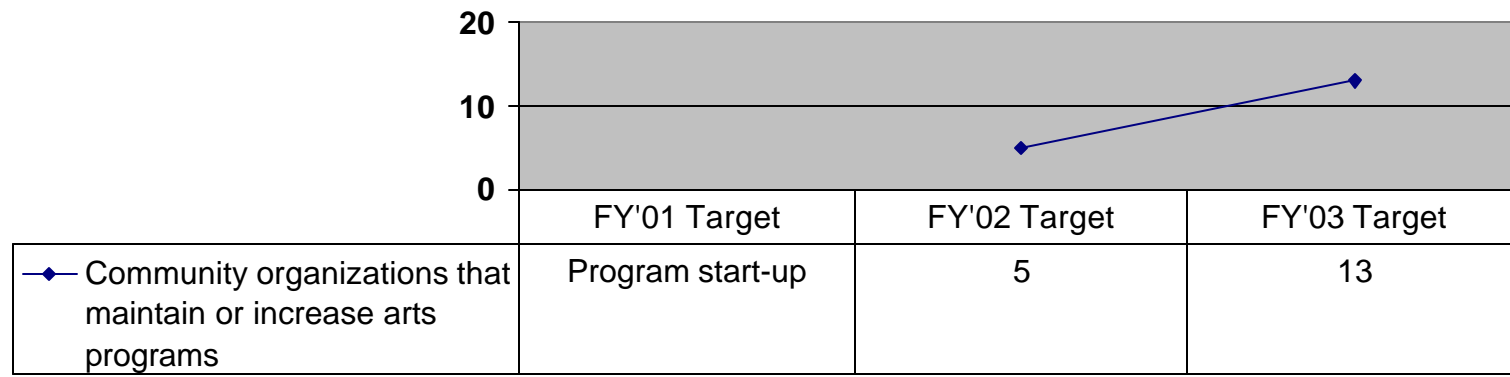 20
10
0
FY'01 Target FY'02 Target FY'03 Target
Community organizations that Program start-up 5 13
maintain or increase arts
programs